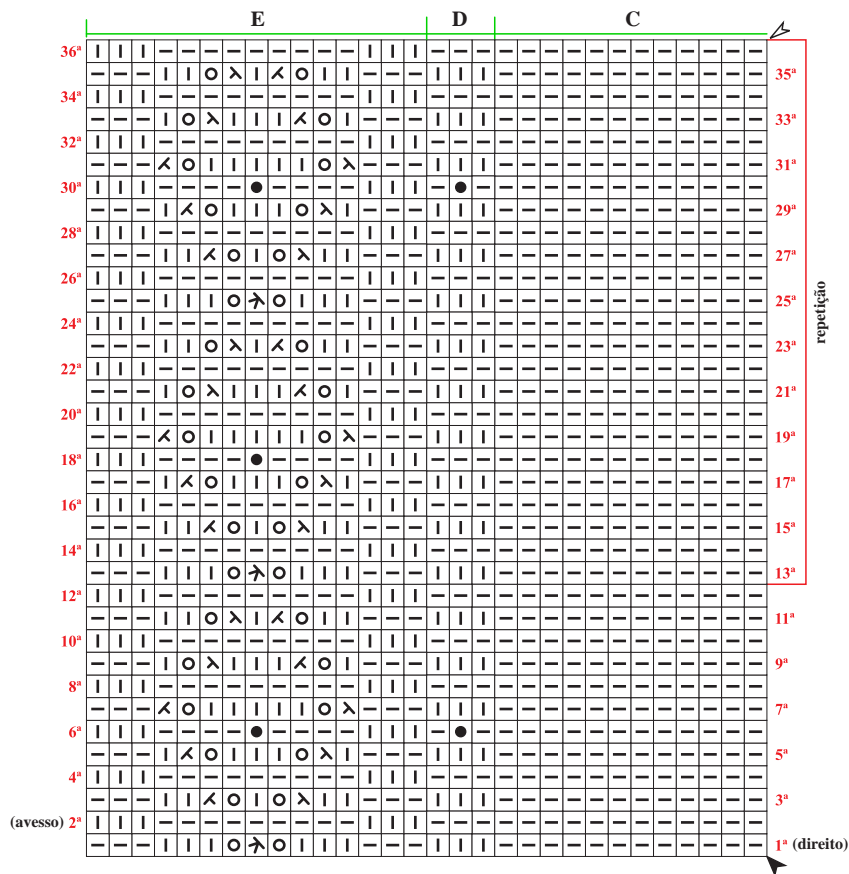 E D C
36ª
35ª
34ª
33ª
32ª
31ª
30ª
29ª
28ª
27ª
26ª
25ª
24ª
23ª
22ª
21ª
20ª
19ª
18ª
17ª
16ª
15ª
14ª
13ª
12ª
11ª
10ª
9ª
8ª
7ª
6ª
5ª
4ª
3ª
(avesso) 2ª
1ª (direito)
repetição